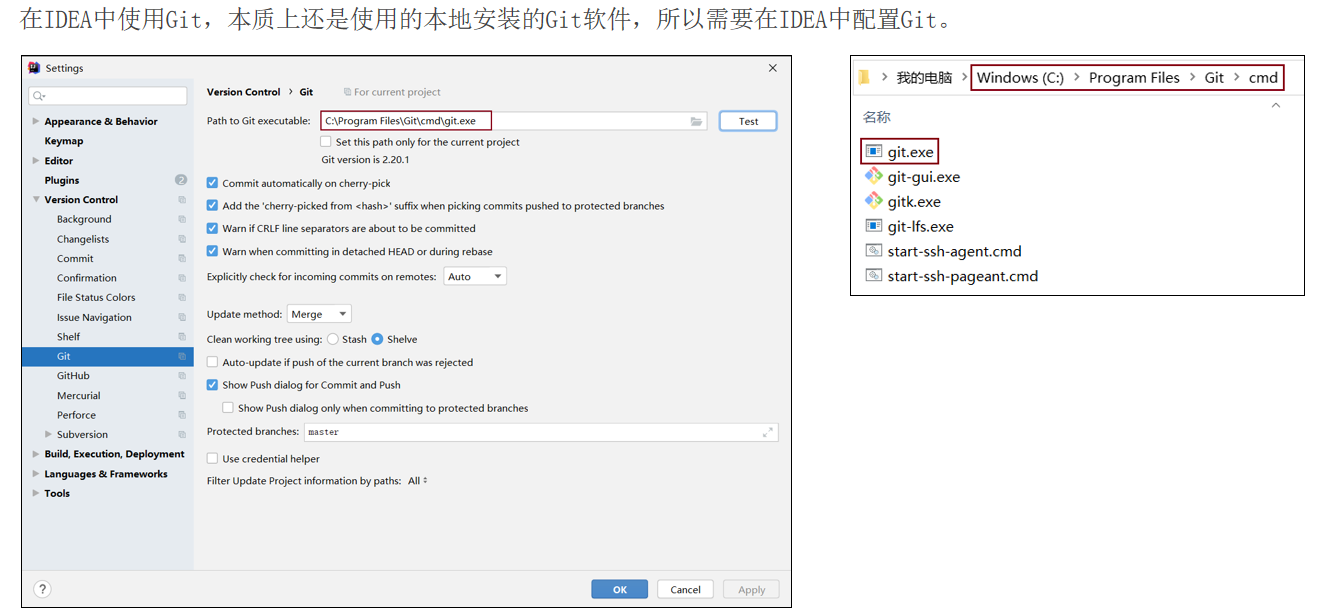 在IDEA中使用Git，本质上还是使用的本地安装的Git软件，所以需要在IDEA中配置Git。
Settings
Appearance & Behavior
Keymap
Editor
Plugins 2
Version Control
Background
Changelists
Commit
Confirmation
File Status Colors
Issue Navigation
Shelf
Git
GitHub
Mercurial
Perforce
Subversion
Build, Execution, Deployment
Languages & Frameworks
Tools
?
Version Control › Git For current project
Path to Git executable: C:\Program Files\Git\cmd\git.exe Test
Set this path only for the current project
Git version is 2.20.1
Commit automatically on cherry-pick
Add the 'cherry-picked from <hash>' suffix when picking commits pushed to protected branches
Warn if CRLF line separators are about to be committed
Warn when committing in detached HEAD or during rebase
Explicitly check for incoming commits on remotes: Auto
Update method: Merge
Clean working tree using: Stash Shelve
Auto-update if push of the current branch was rejected
Show Push dialog for Commit and Push
Show Push dialog only when committing to protected branches
Protected branches: master
Use credential helper
Filter Update Project information by paths: All
OK Cancel Apply
我的电脑 › Windows (C:) › Program Files › Git › cmd
名称
git.exe
git-gui.exe
gitk.exe
git-lfs.exe
start-ssh-agent.cmd
start-ssh-pageant.cmd